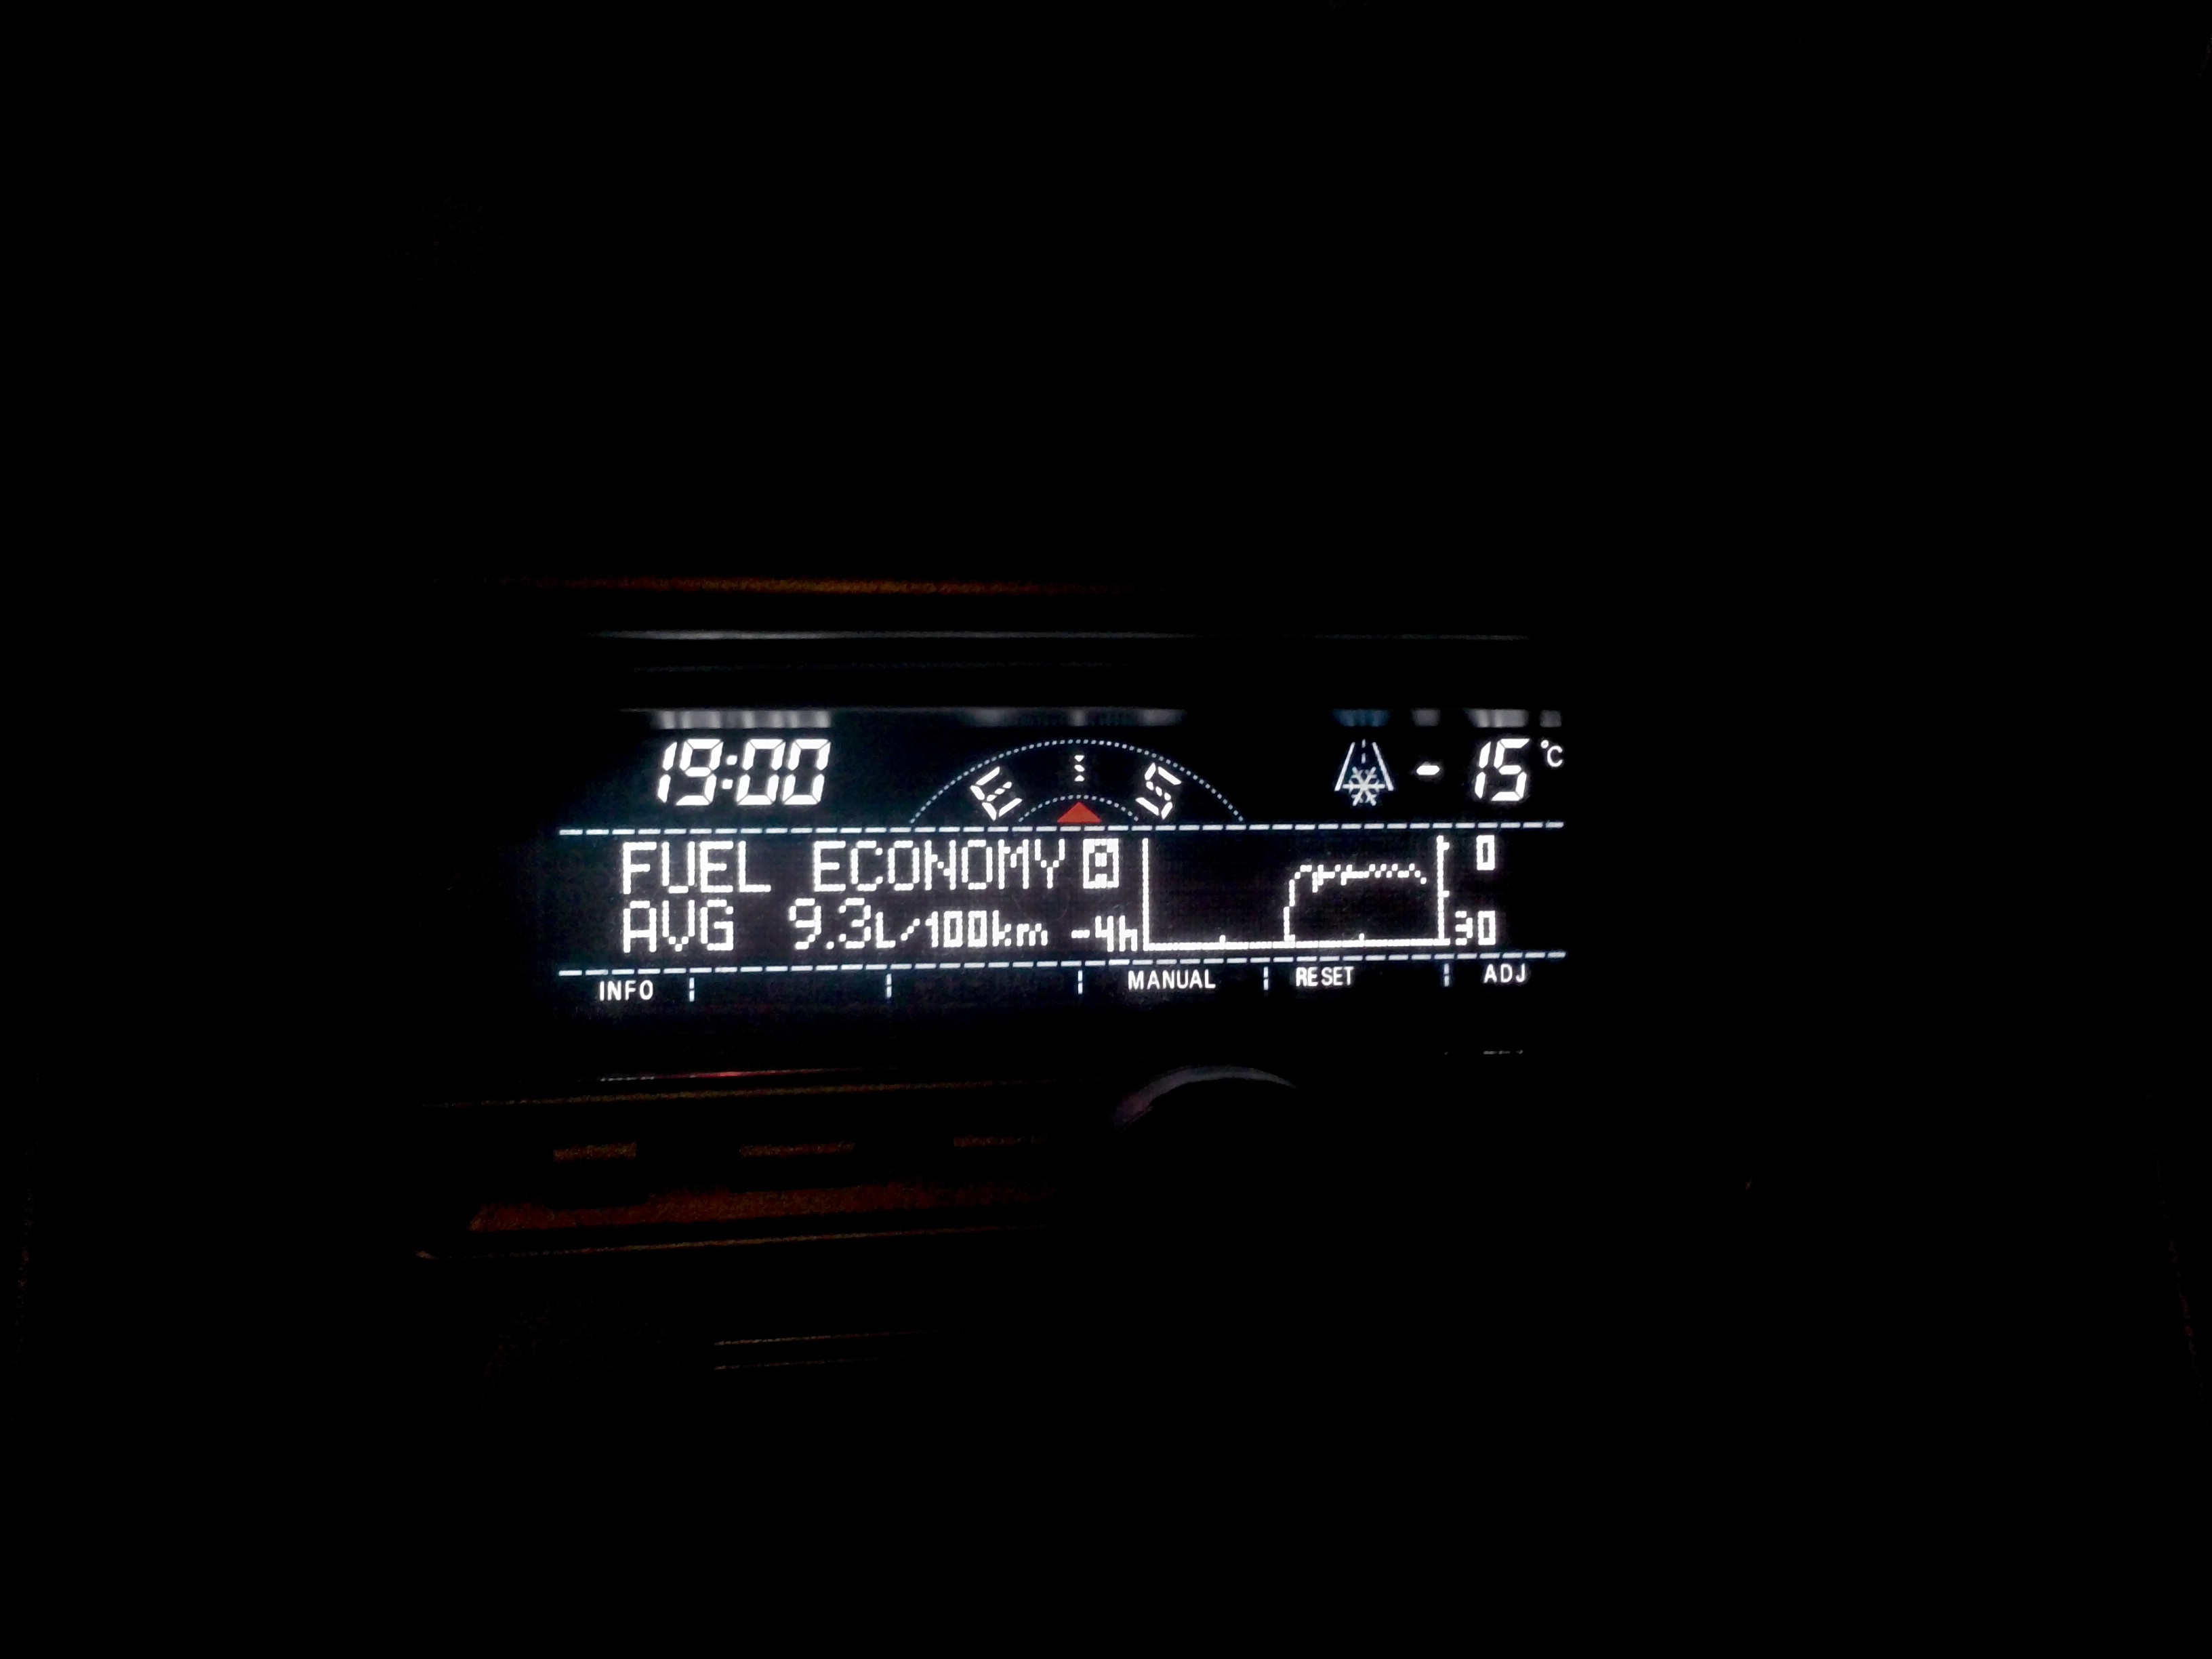 19:00 E S - 15 °C
FUEL ECONOMY A 0
AVG 9.3L/100km -4h 30
INFO MANUAL RESET ADJ